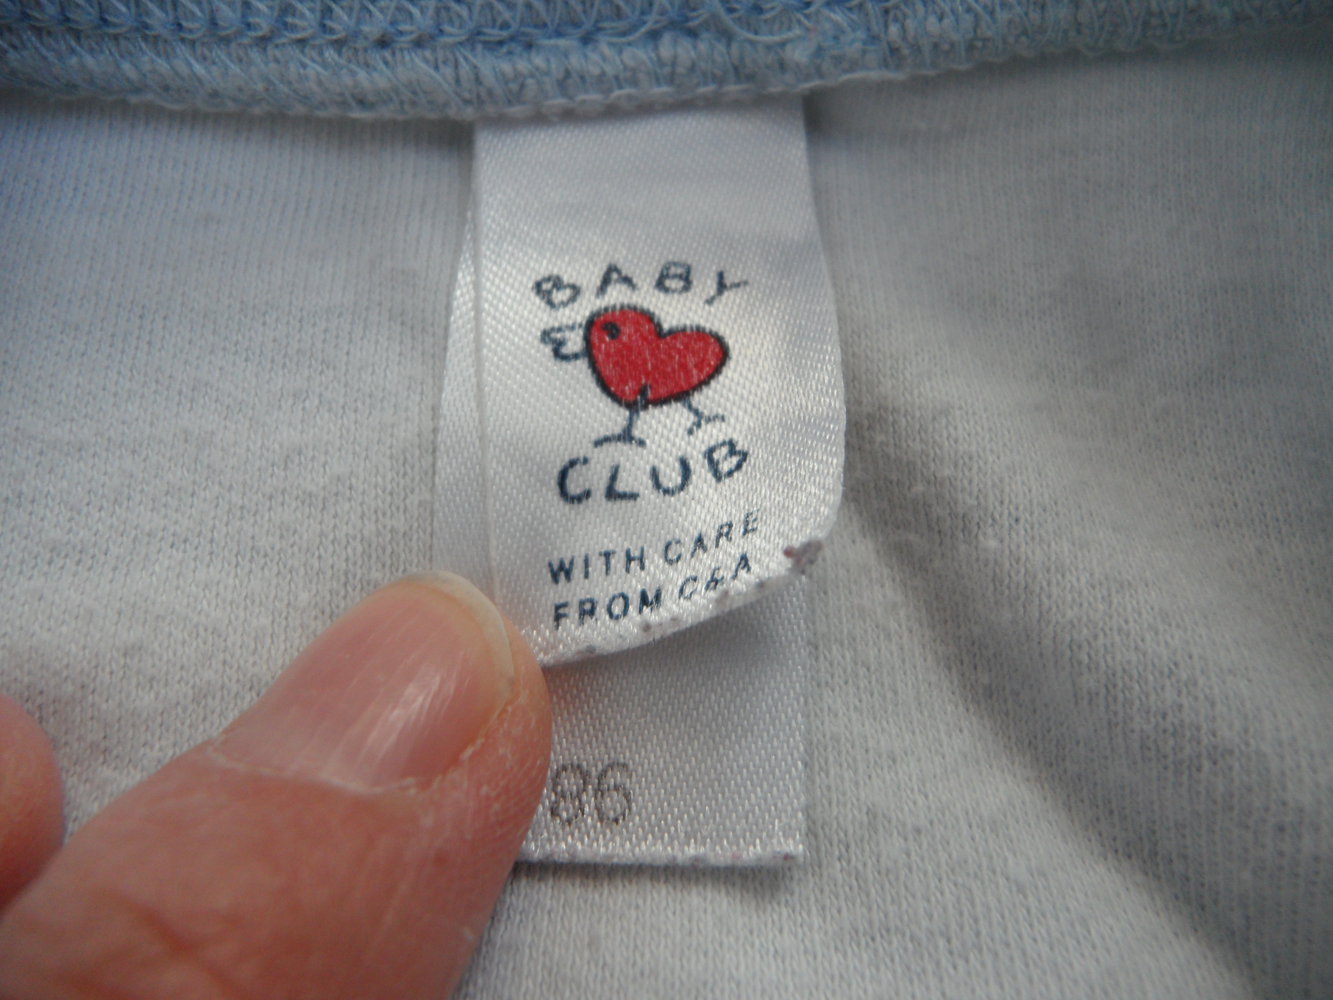 BABY
CLUB
WITH CARE
FROM C&A
86